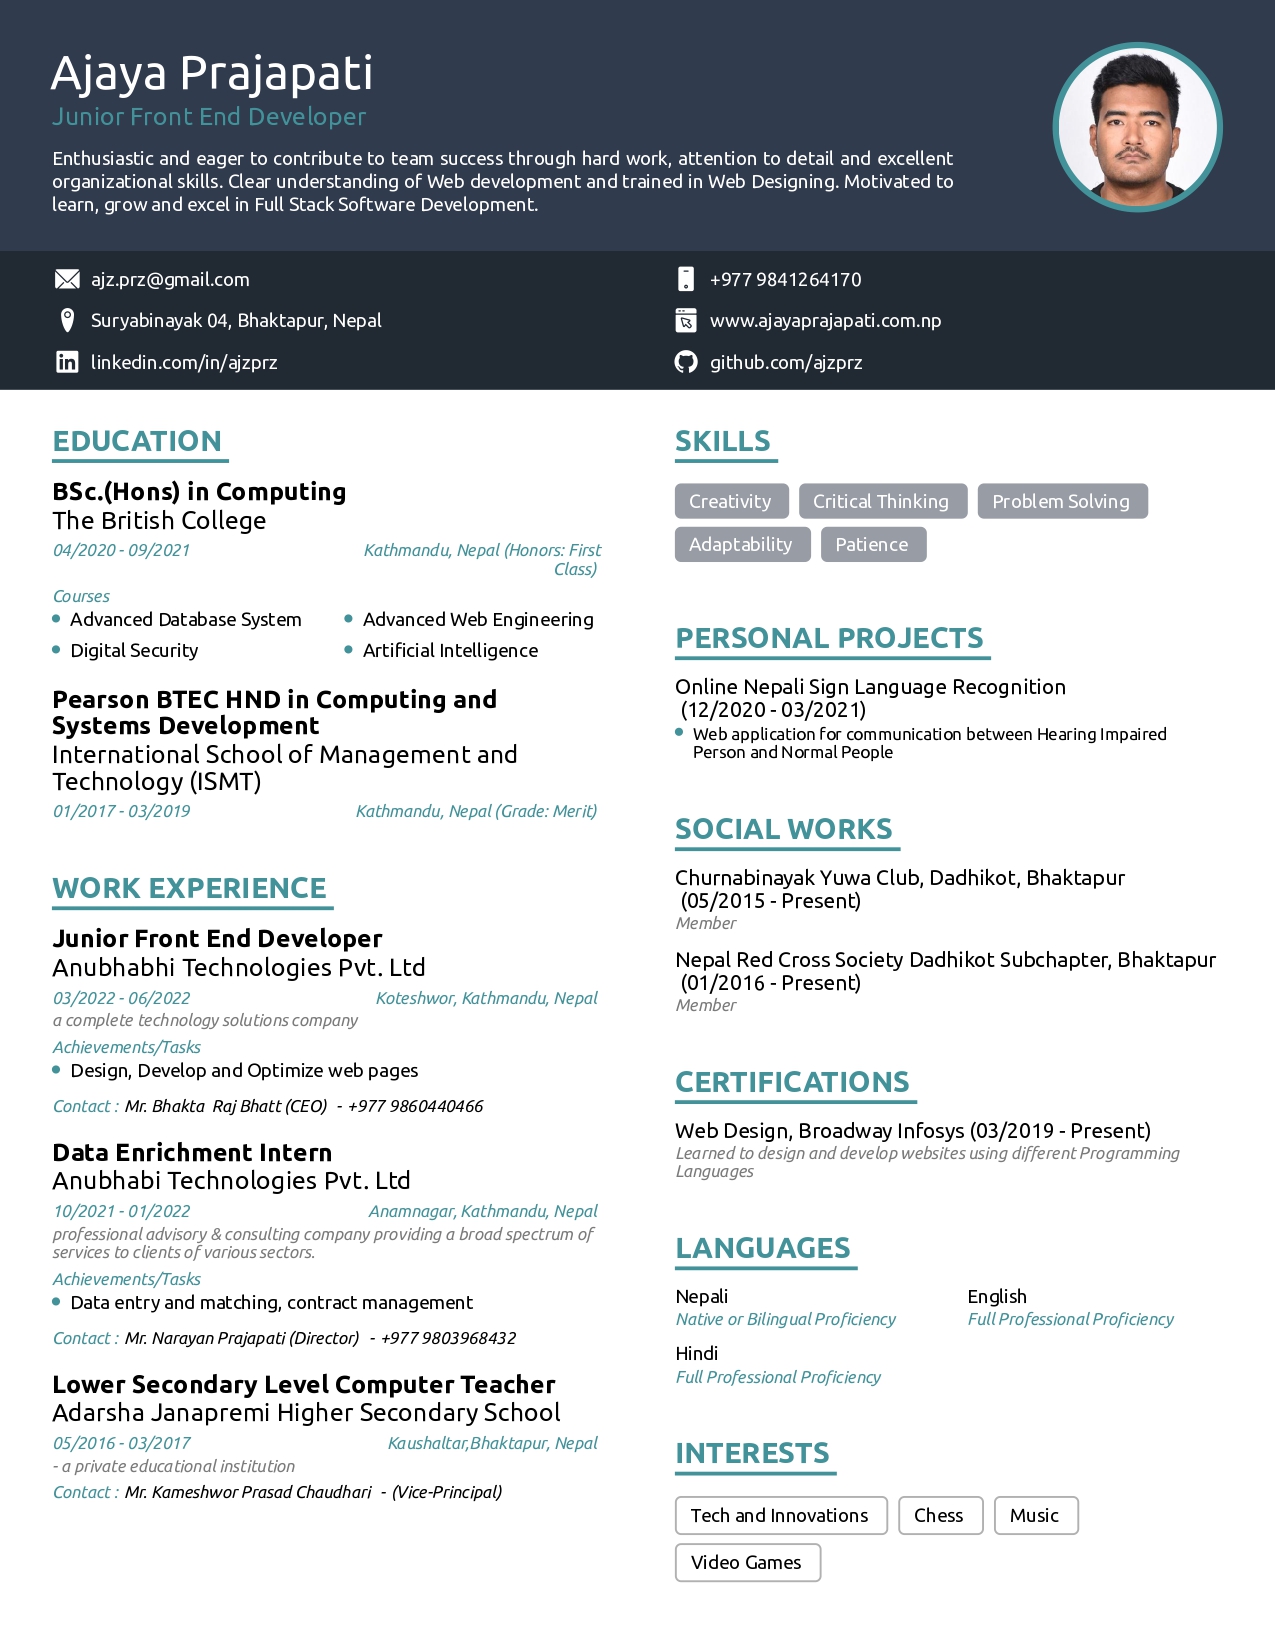 Ajaya Prajapati
Junior Front End Developer
Enthusiastic and eager to contribute to team success through hard work, attention to detail and excellent
organizational skills. Clear understanding of Web development and trained in Web Designing. Motivated to
learn, grow and excel in Full Stack Software Development.
ajz.prz@gmail.com
+977 9841264170
Suryabinayak 04, Bhaktapur, Nepal
www.ajayaprajapati.com.np
linkedin.com/in/ajzprz
github.com/ajzprz
EDUCATION
BSc.(Hons) in Computing
The British College
04/2020 - 09/2021 Kathmandu, Nepal (Honors: First
Class)
Courses
Advanced Database System
Advanced Web Engineering
Digital Security
Artificial Intelligence
Pearson BTEC HND in Computing and
Systems Development
International School of Management and
Technology (ISMT)
01/2017 - 03/2019 Kathmandu, Nepal (Grade: Merit)
WORK EXPERIENCE
Junior Front End Developer
Anubhabhi Technologies Pvt. Ltd
03/2022 - 06/2022 Koteshwor, Kathmandu, Nepal
a complete technology solutions company
Achievements/Tasks
Design, Develop and Optimize web pages
Contact : Mr. Bhakta Raj Bhatt (CEO) - +977 9860440466
Data Enrichment Intern
Anubhabi Technologies Pvt. Ltd
10/2021 - 01/2022 Anamnagar, Kathmandu, Nepal
professional advisory & consulting company providing a broad spectrum of
services to clients of various sectors.
Achievements/Tasks
Data entry and matching, contract management
Contact : Mr. Narayan Prajapati (Director) - +977 9803968432
Lower Secondary Level Computer Teacher
Adarsha Janapremi Higher Secondary School
05/2016 - 03/2017 Kaushaltar,Bhaktapur, Nepal
- a private educational institution
Contact : Mr. Kameshwor Prasad Chaudhari - (Vice-Principal)
SKILLS
Creativity
Critical Thinking
Problem Solving
Adaptability
Patience
PERSONAL PROJECTS
Online Nepali Sign Language Recognition
(12/2020 - 03/2021)
Web application for communication between Hearing Impaired
Person and Normal People
SOCIAL WORKS
Churnabinayak Yuwa Club, Dadhikot, Bhaktapur
(05/2015 - Present)
Member
Nepal Red Cross Society Dadhikot Subchapter, Bhaktapur
(01/2016 - Present)
Member
CERTIFICATIONS
Web Design, Broadway Infosys (03/2019 - Present)
Learned to design and develop websites using different Programming
Languages
LANGUAGES
Nepali
Native or Bilingual Proficiency
English
Full Professional Proficiency
Hindi
Full Professional Proficiency
INTERESTS
Tech and Innovations
Chess
Music
Video Games